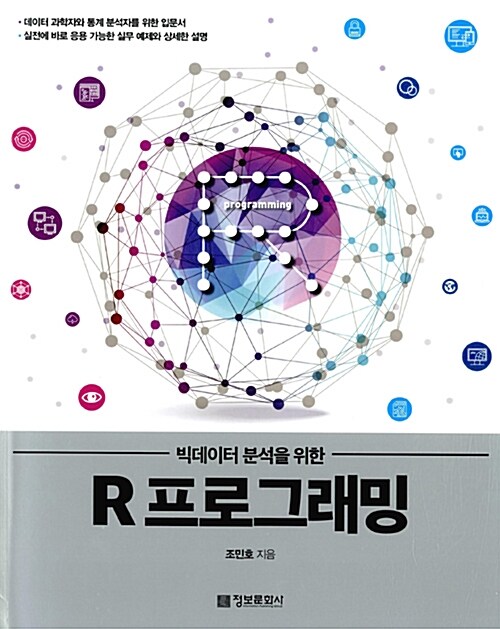 • 데이터 과학자와 통계 분석자를 위한 입문서
• 실전에 바로 응용 가능한 실무 예제와 상세한 설명
programming
빅데이터 분석을 위한
R 프로그래밍
조민호 지음
정보문화사